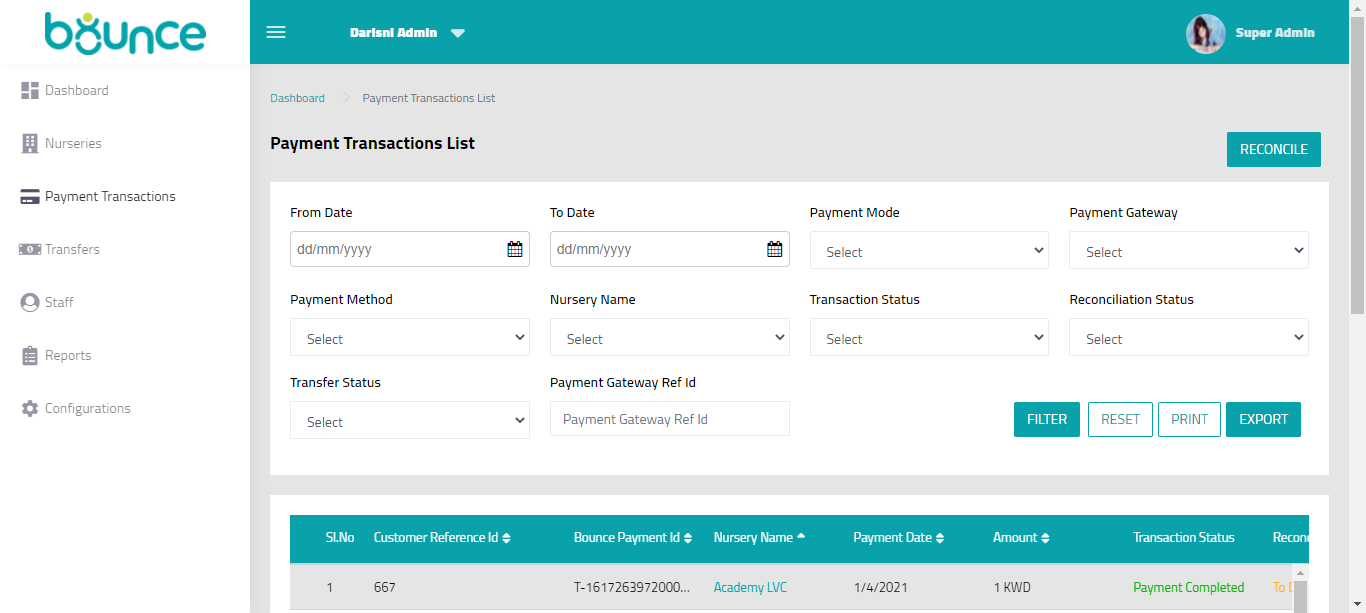 bounce
Darisni Admin
Super Admin
Dashboard
Nurseries
Payment Transactions
Transfers
Staff
Reports
Configurations
Dashboard > Payment Transactions List
Payment Transactions List
RECONCILE
From Date To Date Payment Mode Payment Gateway
dd/mm/yyyy dd/mm/yyyy Select Select
Payment Method Nursery Name Transaction Status Reconciliation Status
Select Select Select Select
Transfer Status Payment Gateway Ref Id
Select Payment Gateway Ref Id FILTER RESET PRINT EXPORT
Sl.No Customer Reference Id Bounce Payment Id Nursery Name Payment Date Amount Transaction Status
1 667 T-1617263972000... Academy LVC 1/4/2021 1 KWD Payment Completed To